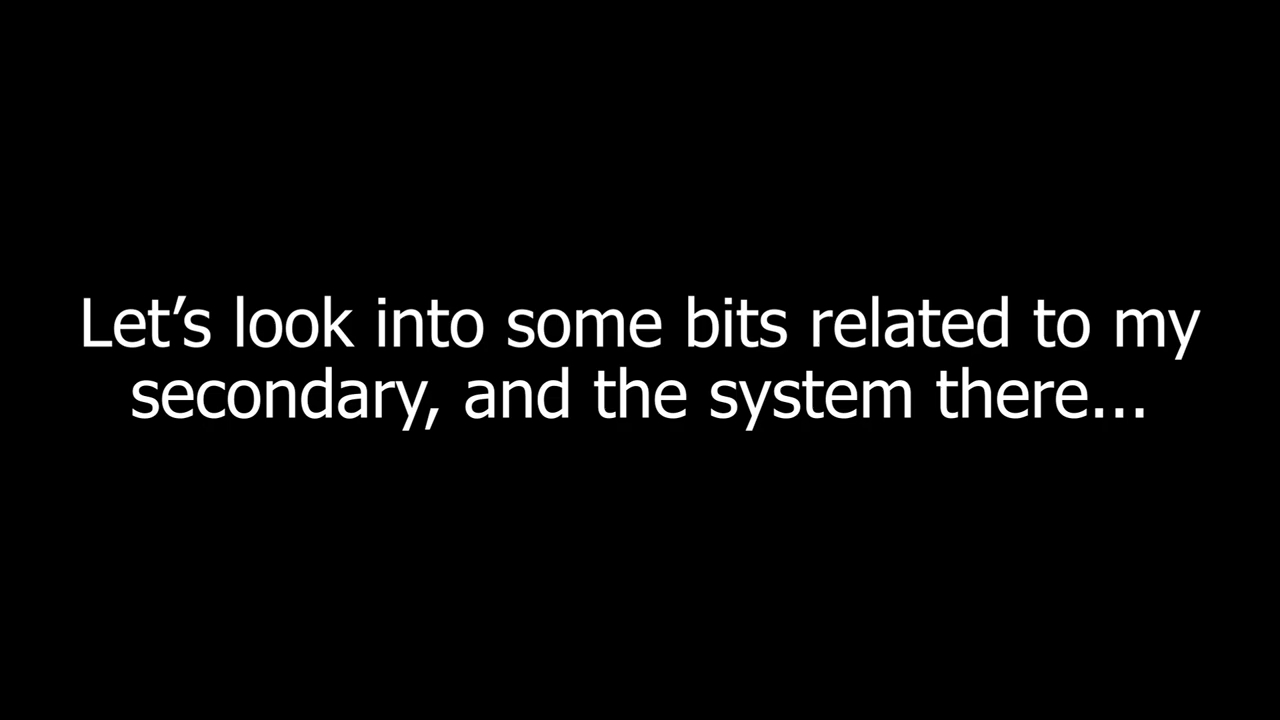 Let’s look into some bits related to my
secondary, and the system there...